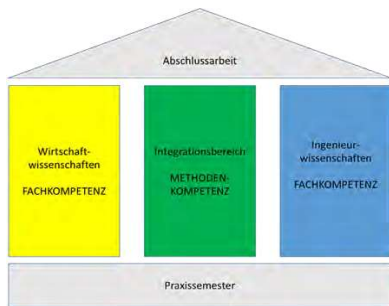 Abschlussarbeit
Wirtschaft-
wissenschaften
FACHKOMPETENZ
Integrationsbereich
METHODEN-
KOMPETENZ
Ingenieur-
wissenschaften
FACHKOMPETENZ
Praxissemester